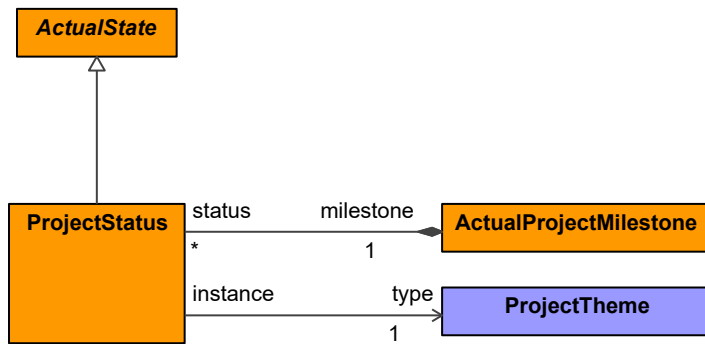 ActualState
ProjectStatus
status milestone
ActualProjectMilestone
* 1
instance type
ProjectTheme
1